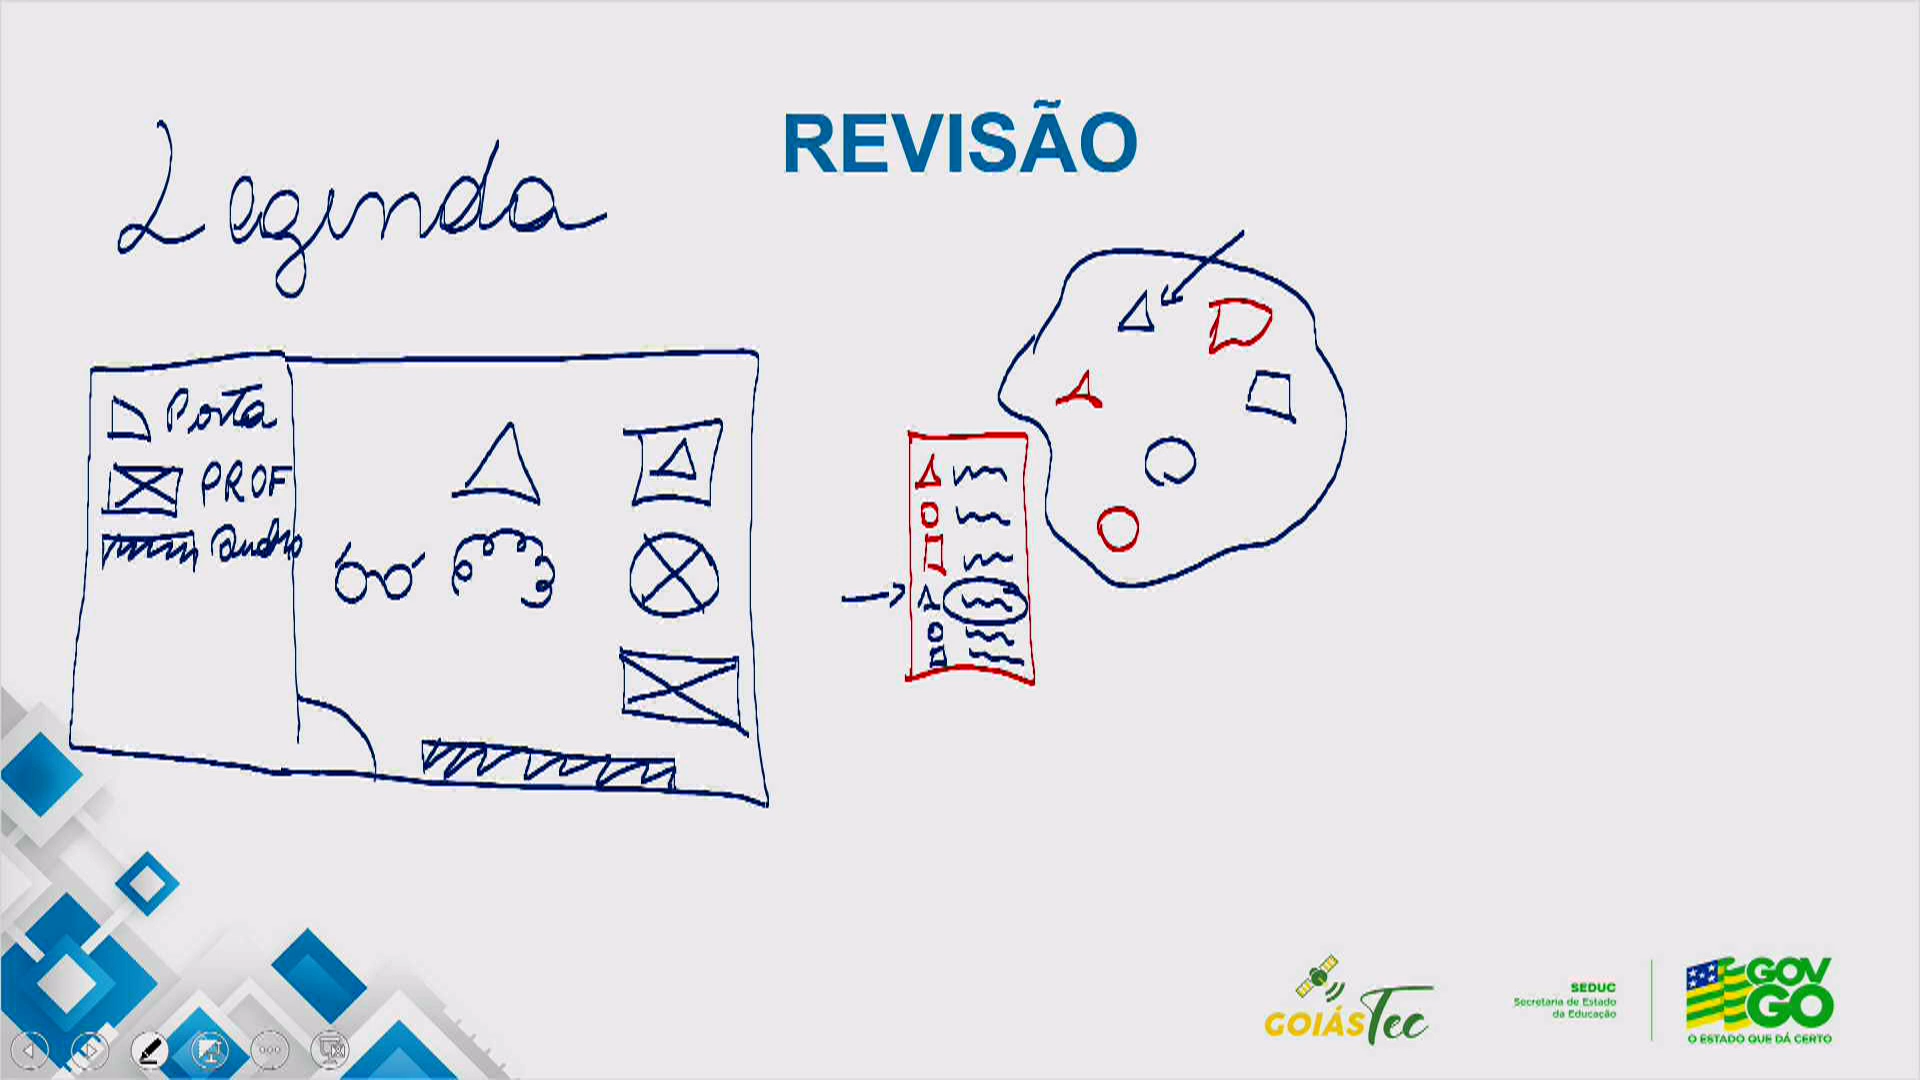 REVISÃO
Legenda
Porta
PROF
Quadro
GOIÁSTec
SEDUC
Secretaria de Estado
da Educação
GOV
GO
O ESTADO QUE DÁ CERTO